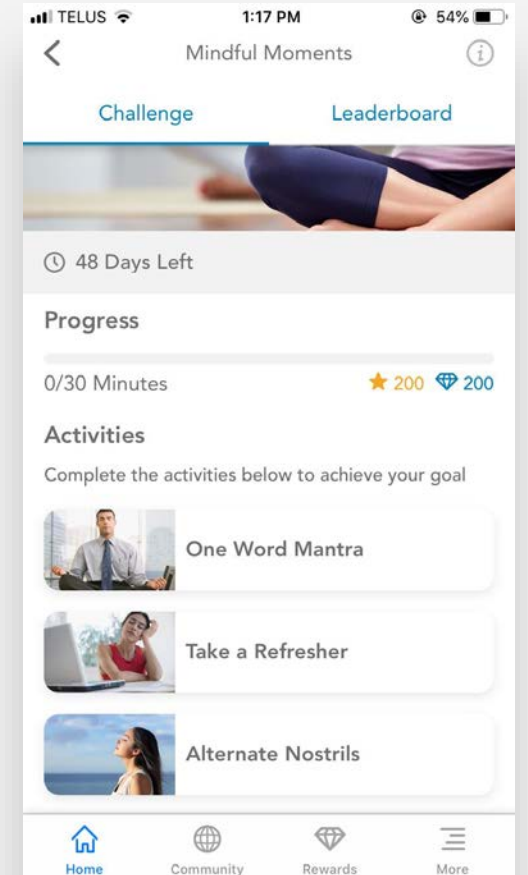 TELUS 1:17 PM 54%
Mindful Moments
Challenge Leaderboard
48 Days Left
Progress
0/30 Minutes 200 200
Activities
Complete the activities below to achieve your goal
One Word Mantra
Take a Refresher
Alternate Nostrils
Home Community Rewards More